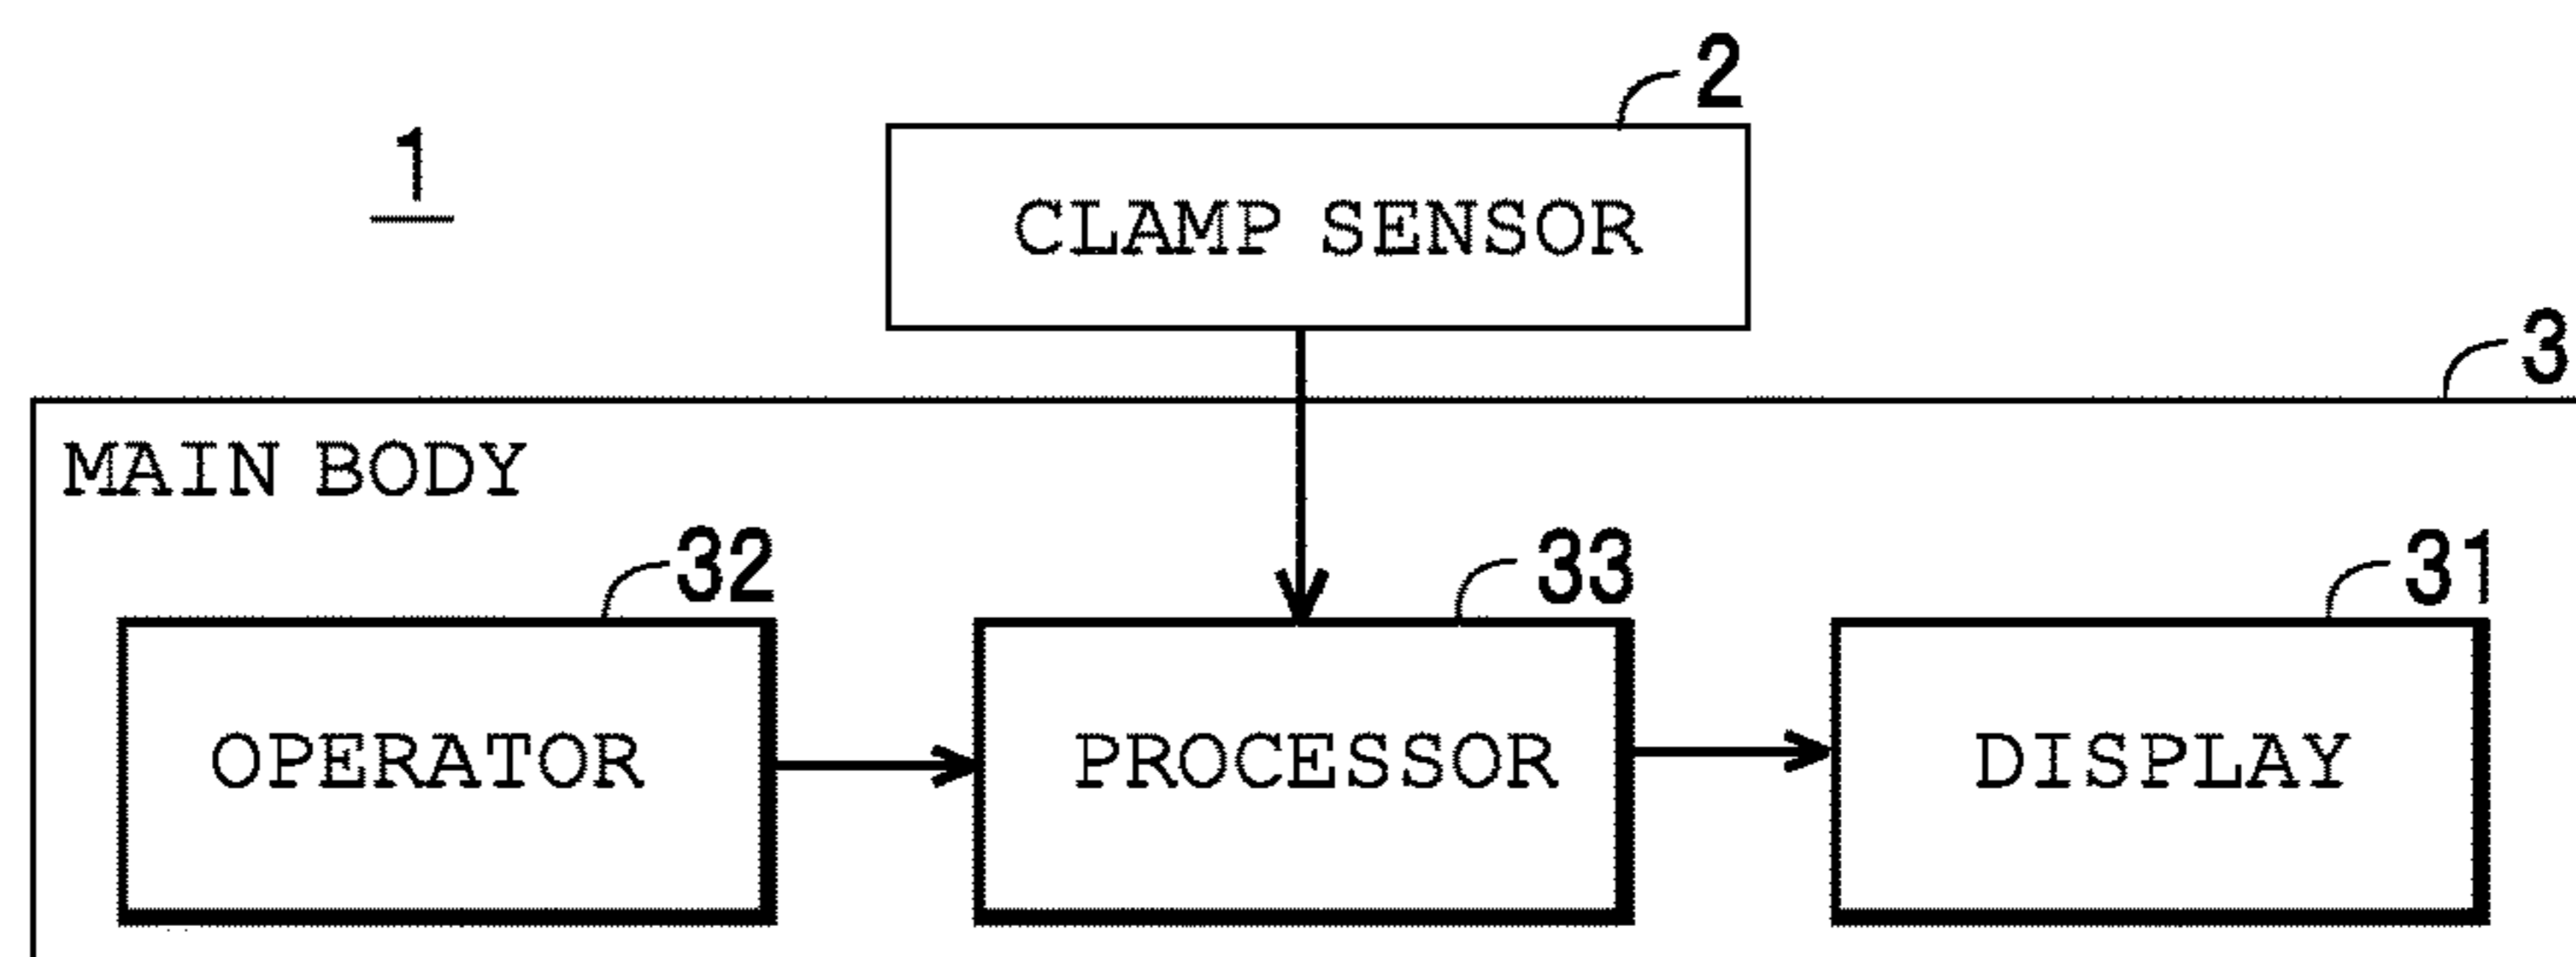 2
1
CLAMP SENSOR
3
MAIN BODY
32
33
31
OPERATOR
PROCESSOR
DISPLAY